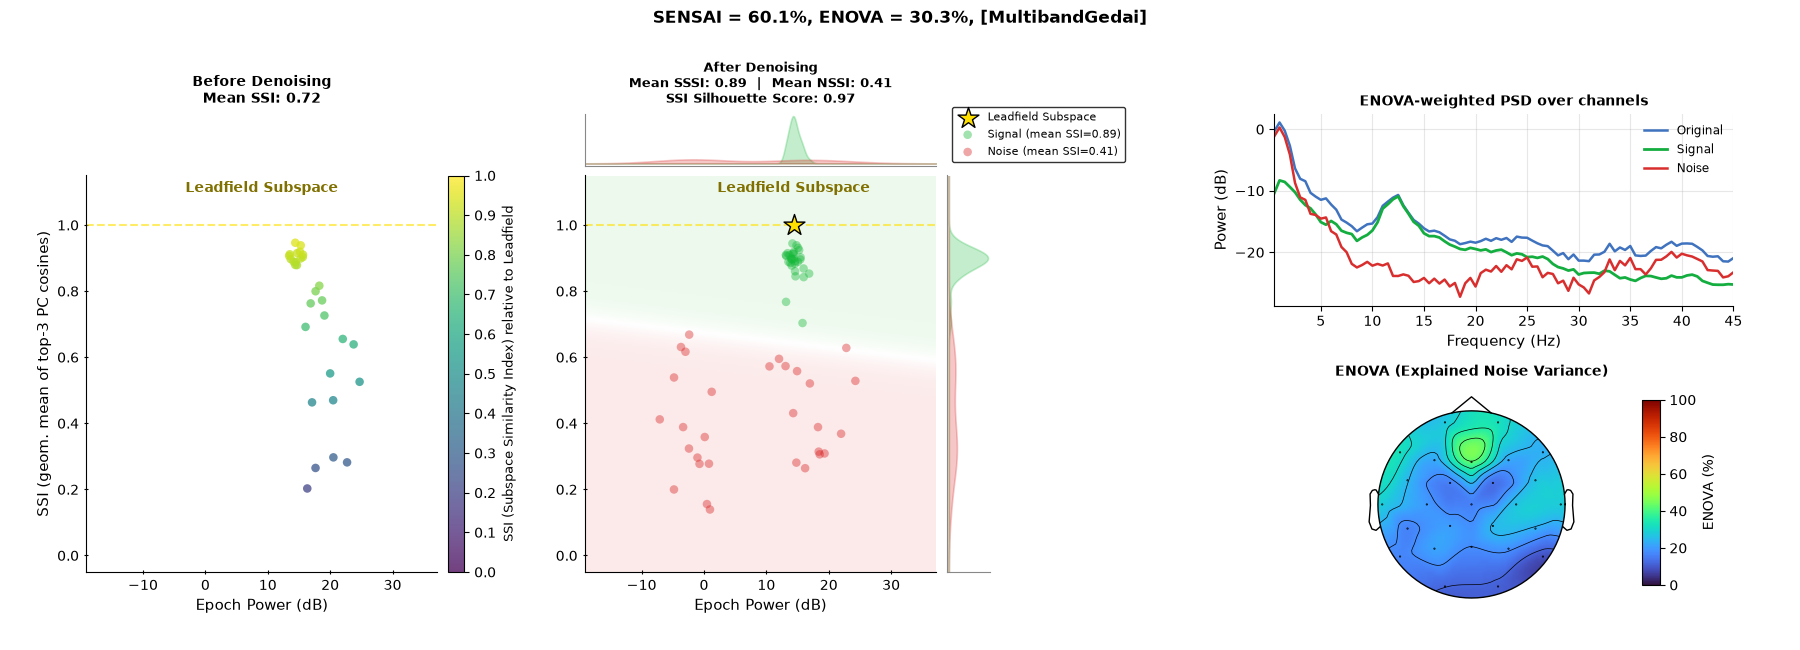 SENSAI = 60.1%, ENOVA = 30.3%, [MultibandGedai]
Before Denoising
Mean SSI: 0.72
Leadfield Subspace
SSI (geom. mean of top-3 PC cosines)
1.0
0.8
0.6
0.4
0.2
0.0
−10 0 10 20 30
Epoch Power (dB)
1.0
0.9
0.8
0.7
0.6
0.5
0.4
0.3
0.2
0.1
0.0
SSI (Subspace Similarity Index) relative to Leadfield
After Denoising
Mean SSSI: 0.89 | Mean NSSI: 0.41
SSI Silhouette Score: 0.97
Leadfield Subspace
Signal (mean SSI=0.89)
Noise (mean SSI=0.41)
Leadfield Subspace
1.0
0.8
0.6
0.4
0.2
0.0
−10 0 10 20 30
Epoch Power (dB)
ENOVA-weighted PSD over channels
Original
Signal
Noise
Power (dB)
0
−10
−20
5 10 15 20 25 30 35 40 45
Frequency (Hz)
ENOVA (Explained Noise Variance)
100
80
60
40
20
0
ENOVA (%)